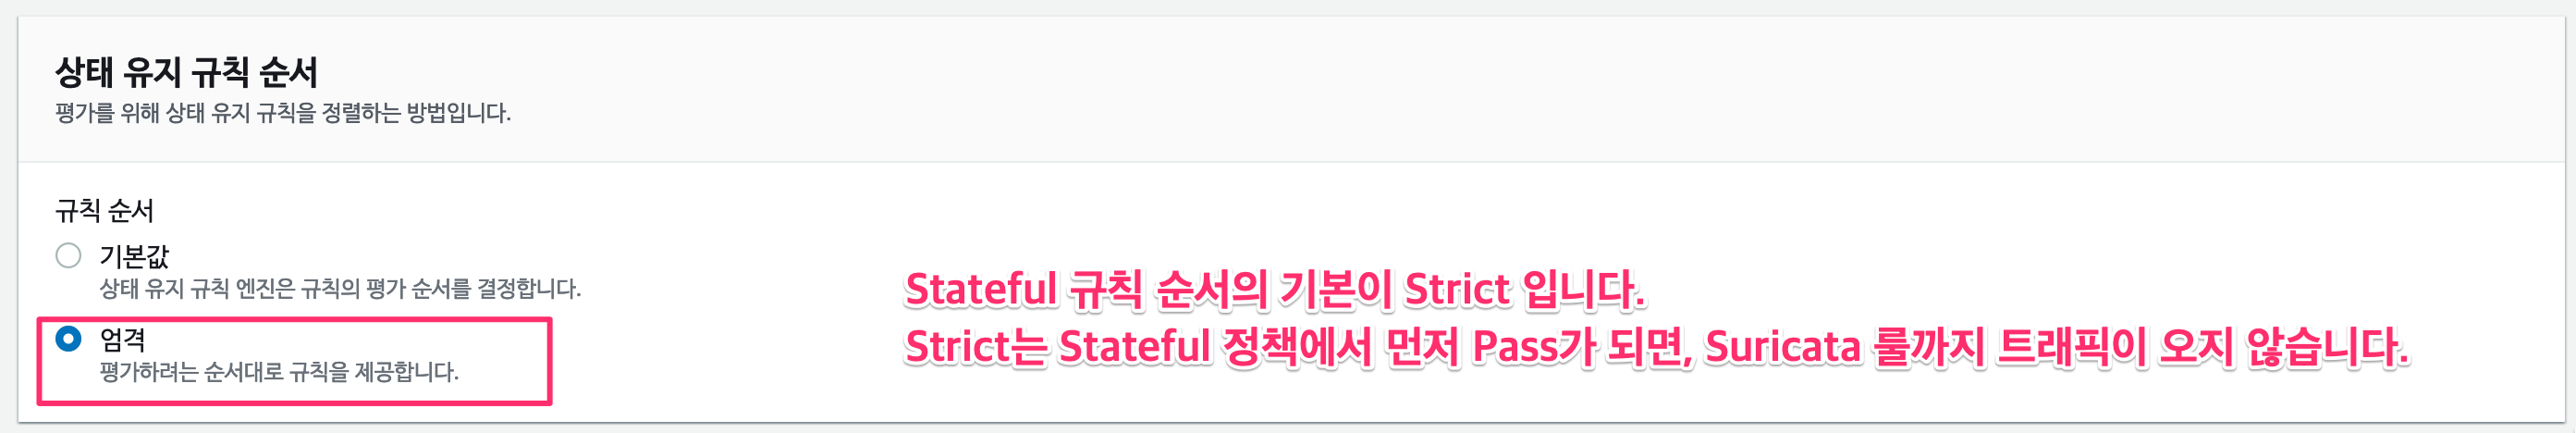 상태 유지 규칙 순서
평가를 위해 상태 유지 규칙을 정렬하는 방법입니다.
규칙 순서
기본값
상태 유지 규칙 엔진은 규칙의 평가 순서를 결정합니다.
엄격
평가하려는 순서대로 규칙을 제공합니다.
Stateful 규칙 순서의 기본이 Strict 입니다.
Strict는 Stateful 정책에서 먼저 Pass가 되면, Suricata 룰까지 트래픽이 오지 않습니다.